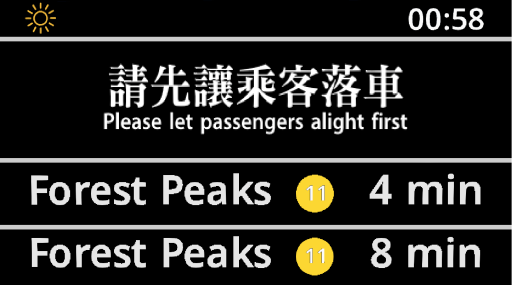 00:58
請先讓乘客落車
Please let passengers alight first
Forest Peaks 11 4 min
Forest Peaks 11 8 min